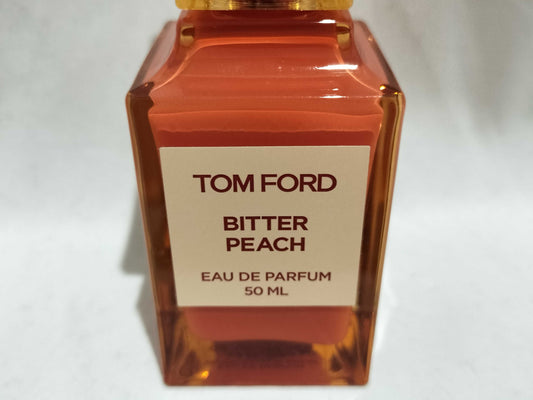 TOM FORD
BITTER
PEACH
EAU DE PARFUM
50 ML